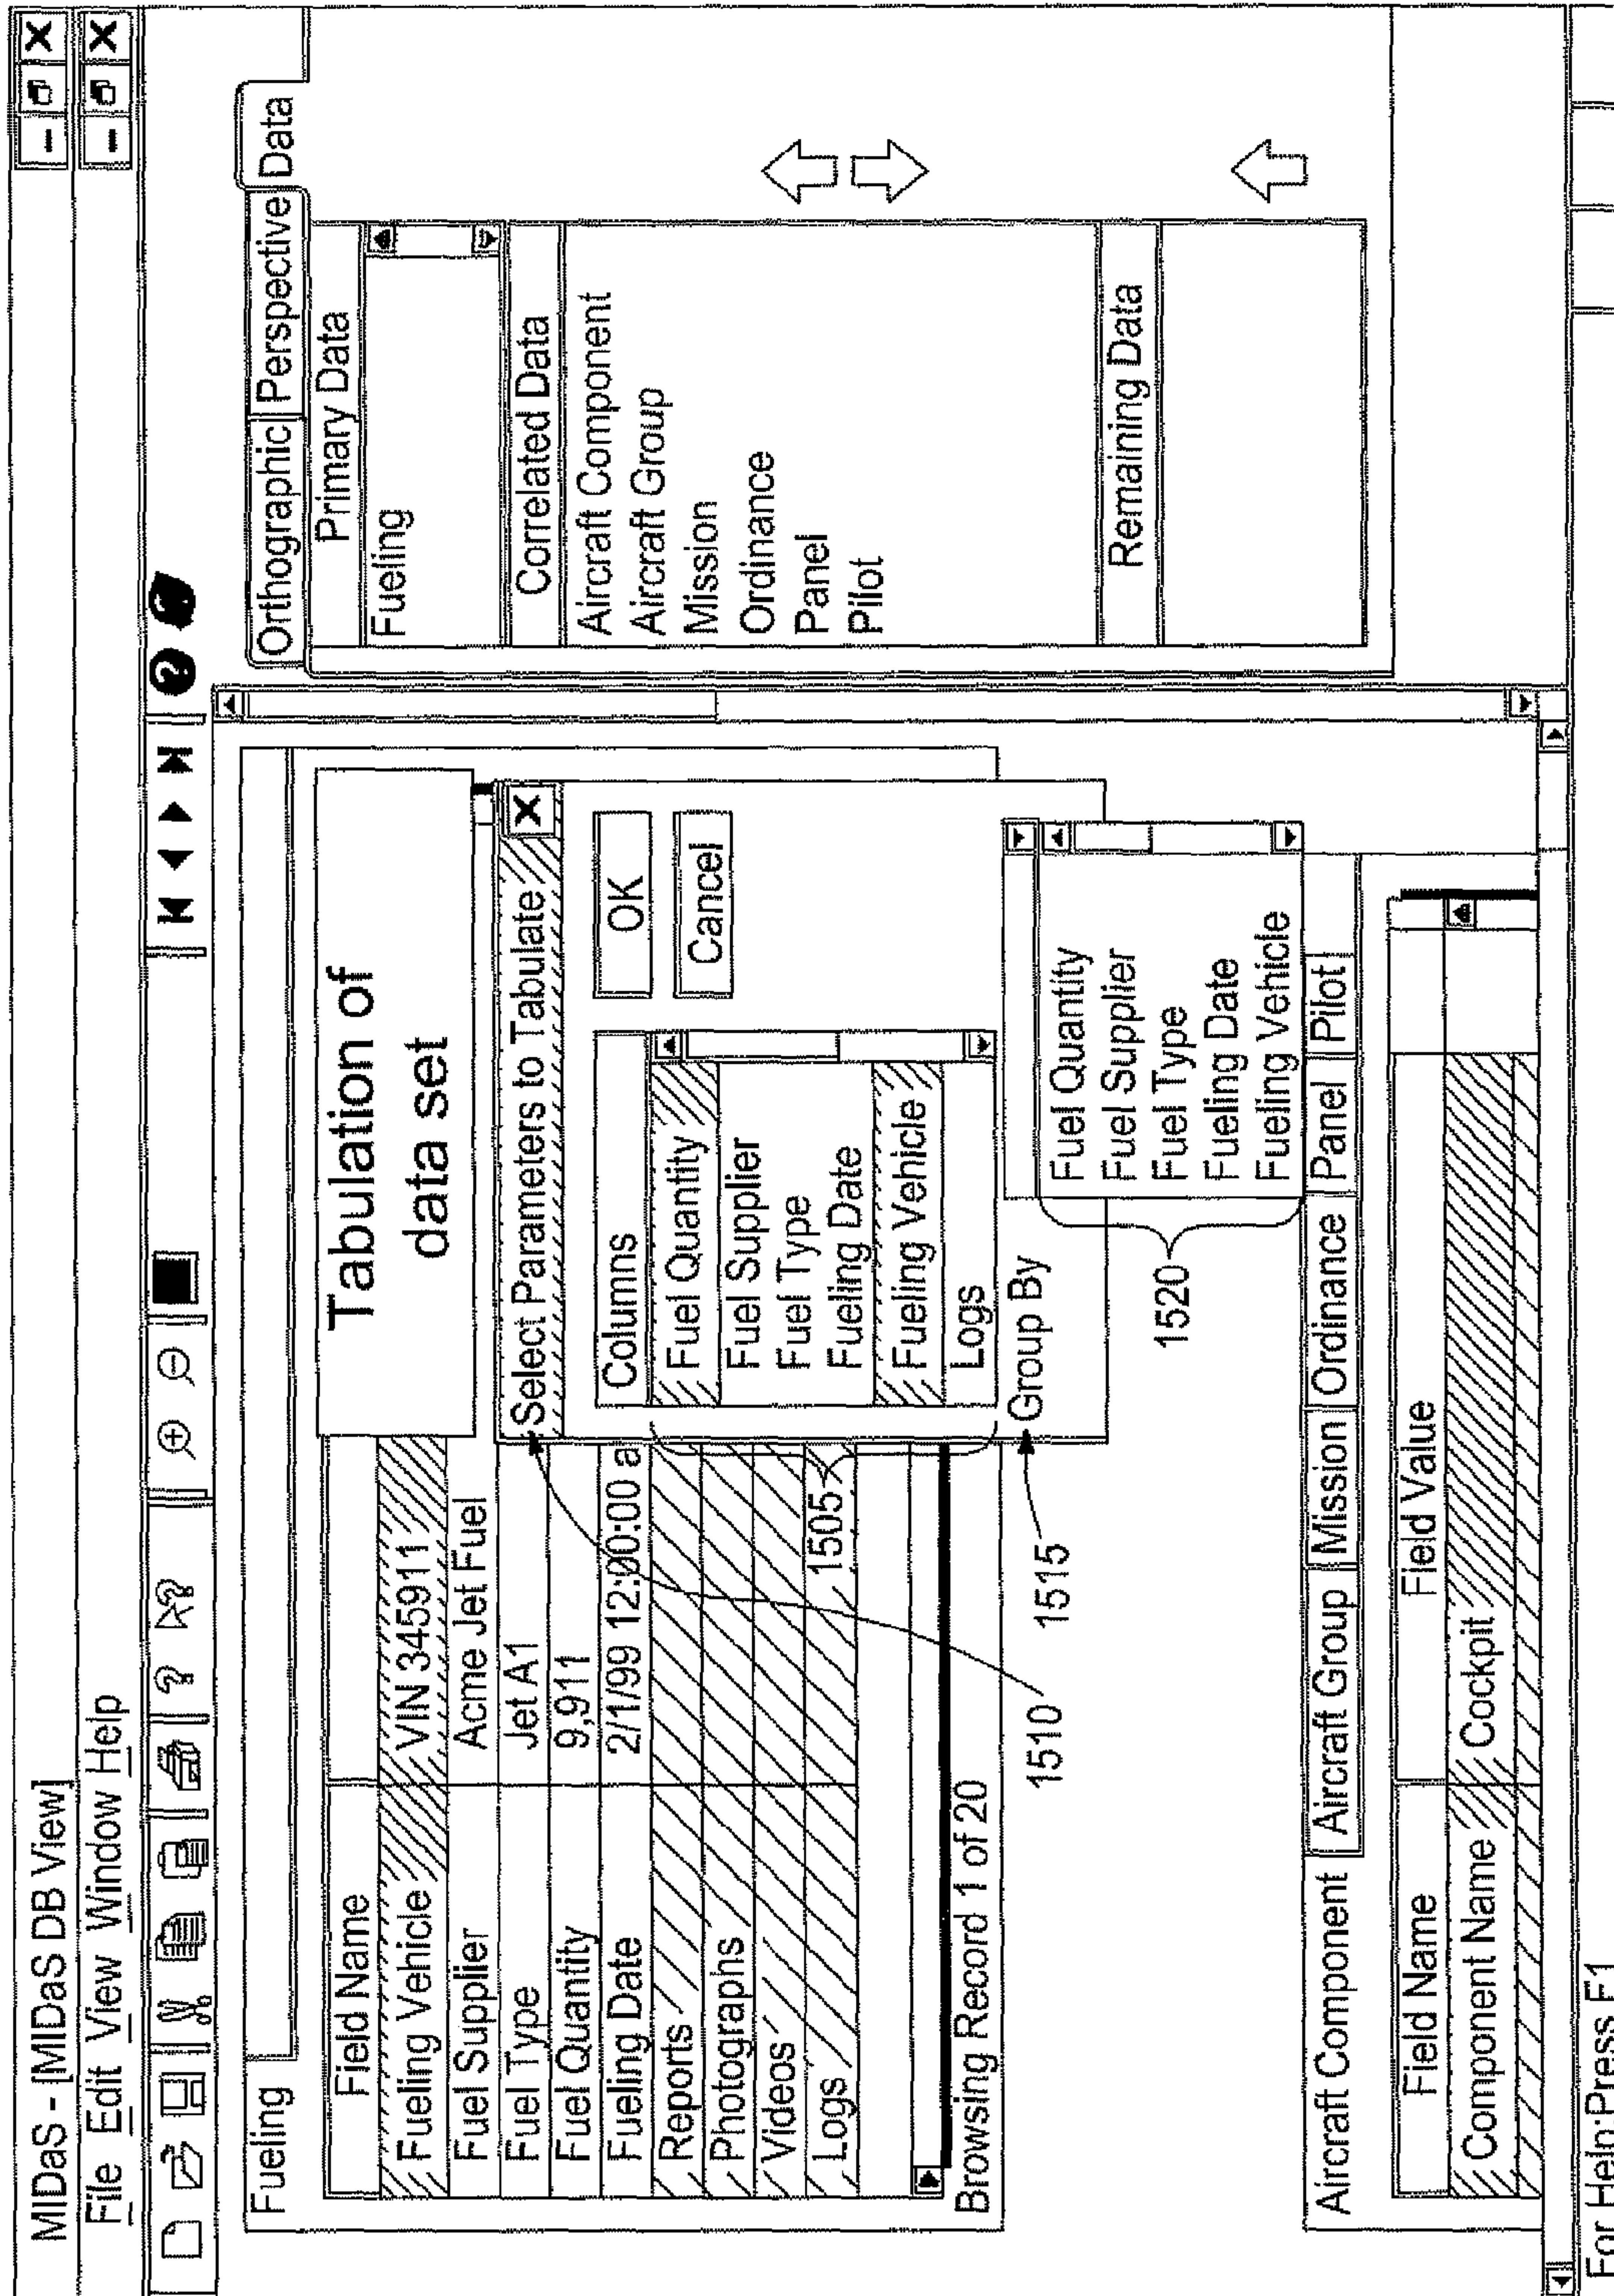 MIDaS - [MIDaS DB View]
File Edit View Window Help
Fueling
Field Name
Fueling Vehicle VIN 345911
Fuel Supplier Acme Jet Fuel
Fuel Type Jet A1
Fuel Quantity 9,911
Fueling Date 2/1/99 12:00:00 a
Reports
Photographs
Videos
Logs
Browsing Record 1 of 20
Tabulation of
data set
Select Parameters to Tabulate
Columns
Fuel Quantity
Fuel Supplier
Fuel Type
Fueling Date
Fueling Vehicle
Logs
OK
Cancel
Group By
Fuel Quantity
Fuel Supplier
Fuel Type
Fueling Date
Fueling Vehicle
1505
1510
1515
1520
Aircraft Component Aircraft Group Mission Ordinance Panel Pilot
Field Name Field Value
Component Name Cockpit
Orthographic Perspective Data
Primary Data
Fueling
Correlated Data
Aircraft Component
Aircraft Group
Mission
Ordinance
Panel
Pilot
Remaining Data
For Help:Press F1